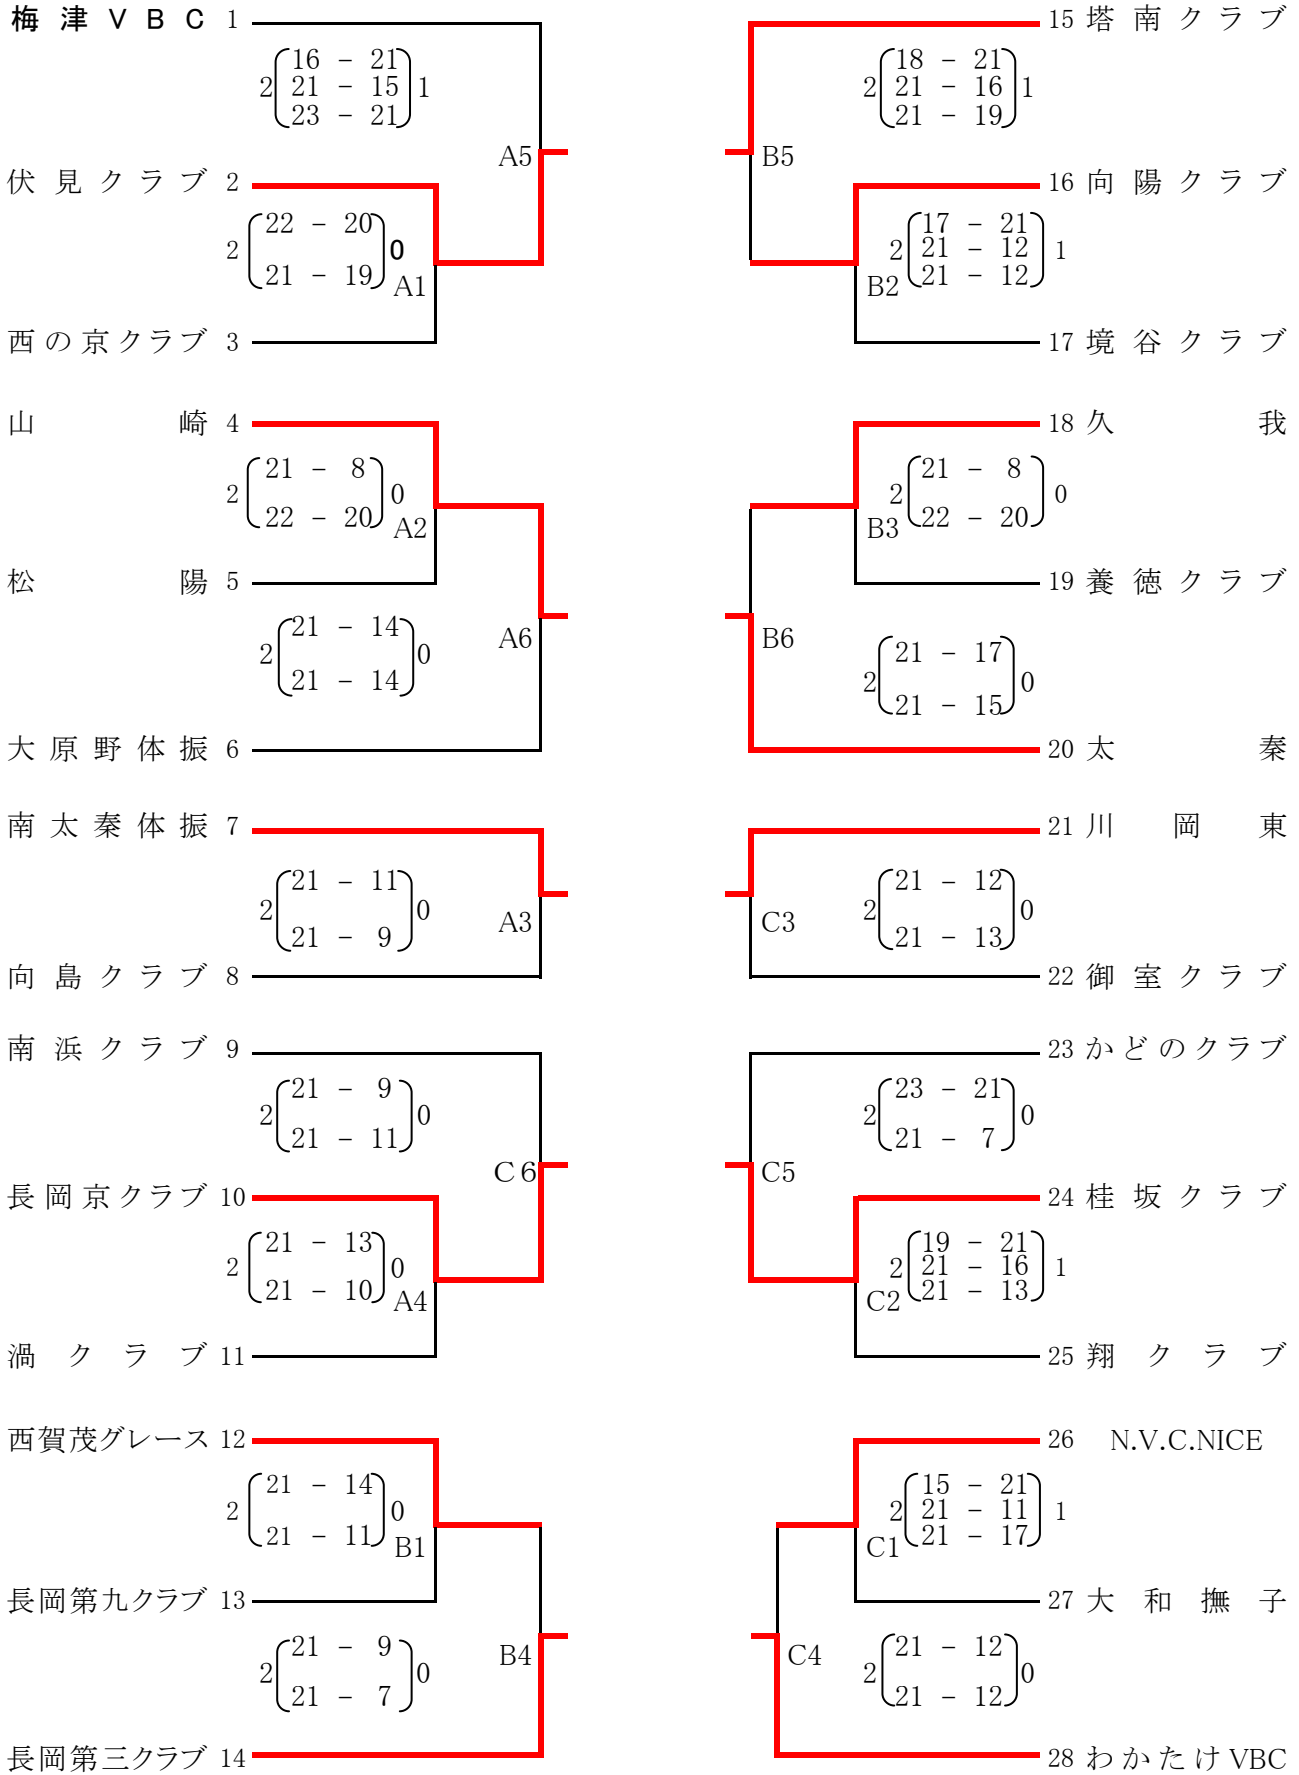 梅津VBC 1
2 16 - 21 1
21 - 15
23 - 21
A5
伏見クラブ 2
2 22 - 20 0
21 - 19
A1
西の京クラブ 3
山崎 4
2 21 - 8 0
22 - 20
A2
松陽 5
2 21 - 14 0
21 - 14
A6
大原野体振 6
南太秦体振 7
2 21 - 11 0
21 - 9
A3
向島クラブ 8
南浜クラブ 9
2 21 - 9 0
21 - 11
C6
長岡京クラブ 10
2 21 - 13 0
21 - 10
A4
渦クラブ 11
西賀茂グレース 12
2 21 - 14 0
21 - 11
B1
長岡第九クラブ 13
2 21 - 9 0
21 - 7
B4
長岡第三クラブ 14
15 塔南クラブ
2 18 - 21 1
21 - 16
21 - 19
B5
16 向陽クラブ
2 17 - 21 1
21 - 12
21 - 12
B2
17 境谷クラブ
18 久我
2 21 - 8 0
22 - 20
B3
19 養徳クラブ
B6
2 21 - 17 0
21 - 15
20 太秦
21 川岡東
2 21 - 12 0
21 - 13
C3
22 御室クラブ
23 かどのクラブ
2 23 - 21 0
21 - 7
C5
24 桂坂クラブ
2 19 - 21 1
21 - 16
21 - 13
C2
25 翔クラブ
26 N.V.C.NICE
2 15 - 21 1
21 - 11
21 - 17
C1
27 大和撫子
2 21 - 12 0
21 - 12
C4
28 わかたけVBC